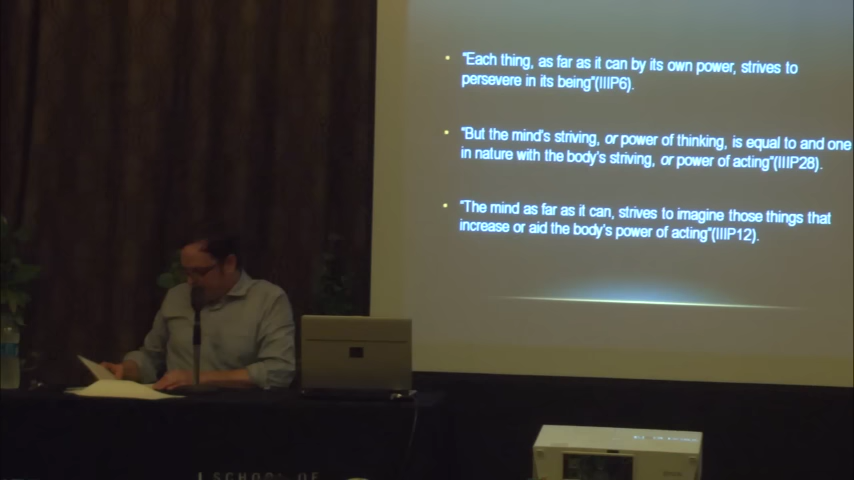 • "Each thing, as far as it can by its own power, strives to
persevere in its being"(IIIP6).
• "But the mind's striving, or power of thinking, is equal to and one
in nature with the body's striving, or power of acting"(IIIP28).
• "The mind as far as it can, strives to imagine those things that
increase or aid the body's power of acting"(IIIP12).
SCHOOL OF